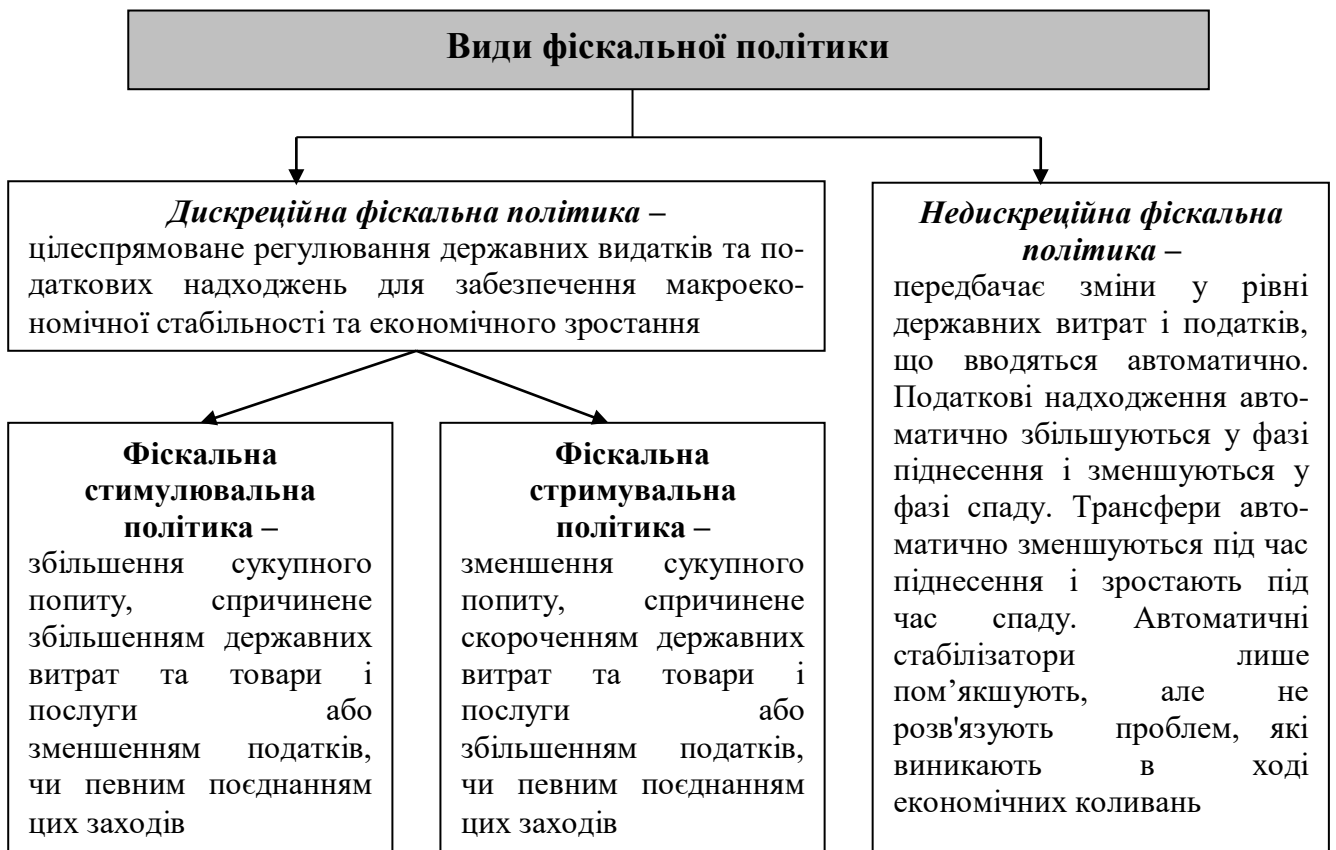 Види фіскальної політики
Дискреційна фіскальна політика –
цілеспрямоване регулювання державних видатків та по-
даткових надходжень для забезпечення макроеко-
номічної стабільності та економічного зростання
Недискреційна фіскальна
політика –
передбачає зміни у рівні
державних витрат і податків,
що вводяться автоматично.
Податкові надходження авто-
матично збільшуються у фазі
піднесення і зменшуються у
фазі спаду. Трансфери авто-
матично зменшуються під час
піднесення і зростають під
час спаду. Автоматичні
стабілізатори лише
пом’якшують, але не
розв'язують проблем, які
виникають в ході
економічних коливань
Фіскальна
стимулювальна
політика –
збільшення сукупного
попиту, спричинене
збільшенням державних
витрат та товари і
послуги або
зменшенням податків,
чи певним поєднанням
цих заходів
Фіскальна
стримувальна
політика –
зменшення сукупного
попиту, спричинене
скороченням державних
витрат та товари і
послуги або
збільшенням податків,
чи певним поєднанням
цих заходів